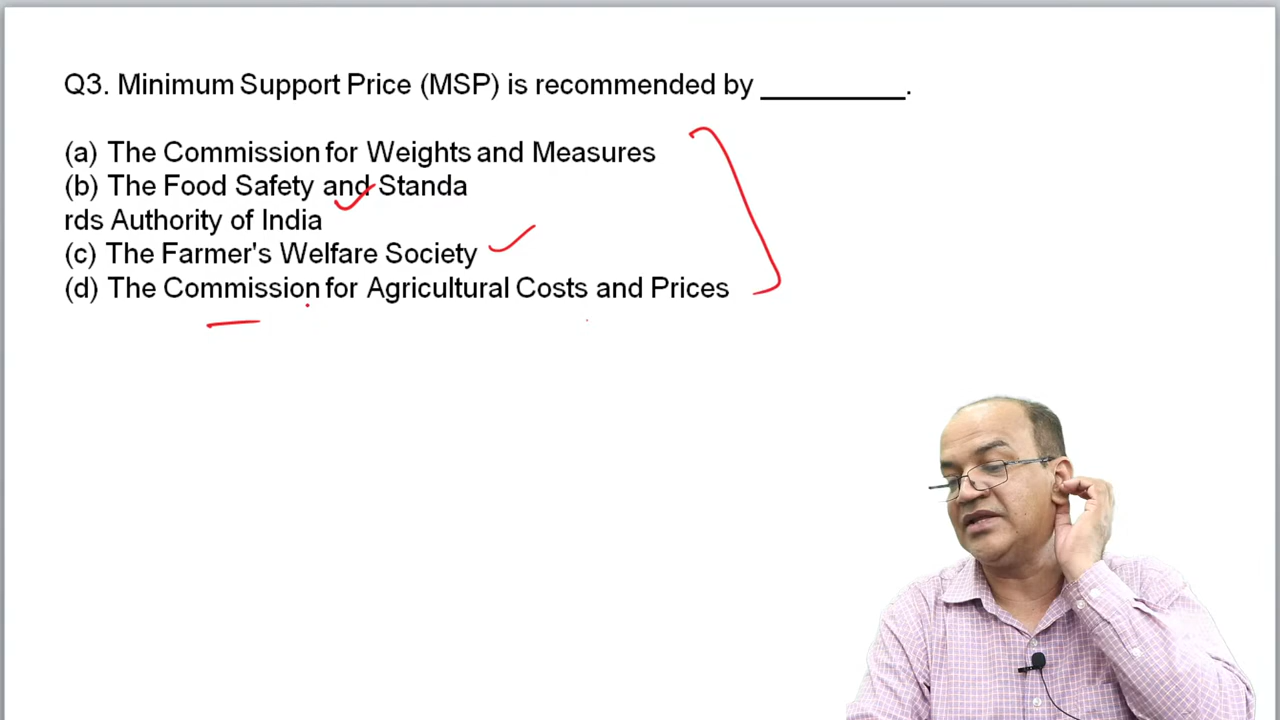 Q3. Minimum Support Price (MSP) is recommended by __________.
(a) The Commission for Weights and Measures
(b) The Food Safety and Standa
rds Authority of India
(c) The Farmer's Welfare Society
(d) The Commission for Agricultural Costs and Prices